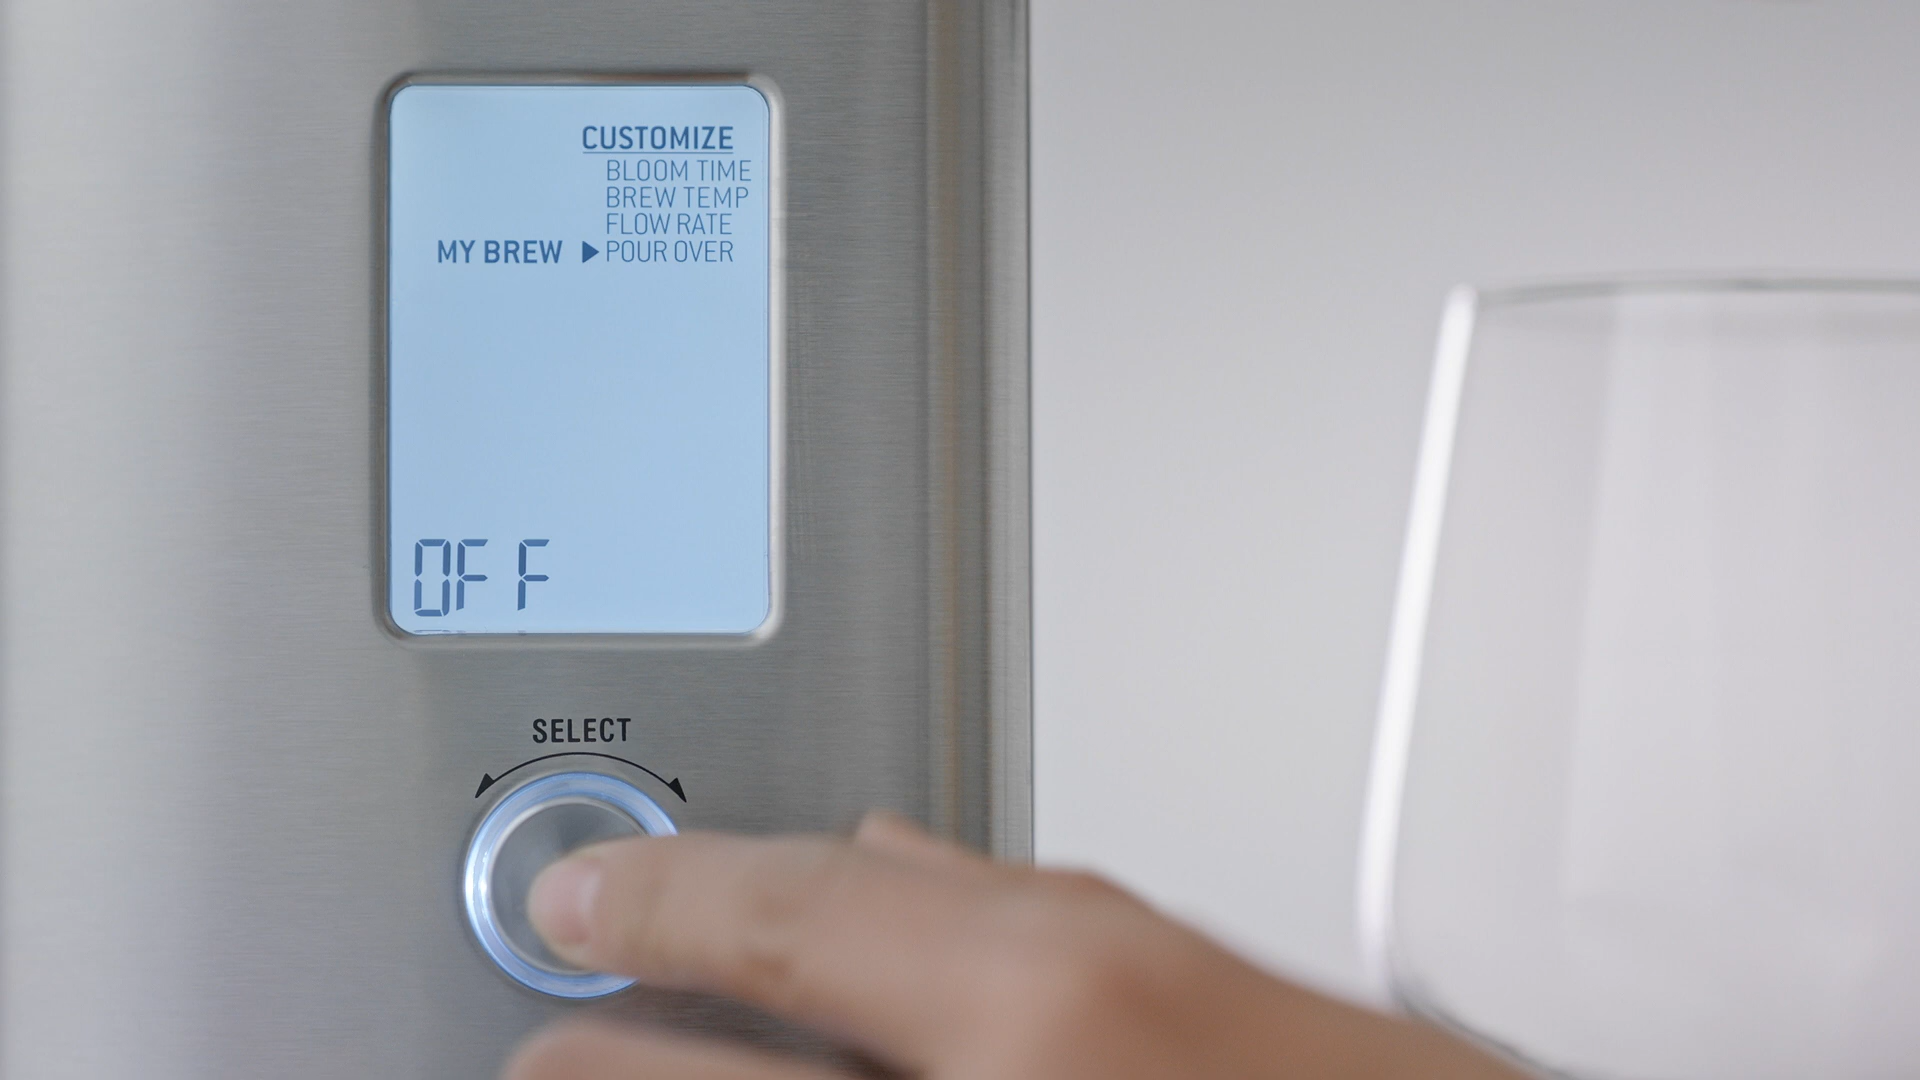 CUSTOMIZE
BLOOM TIME
BREW TEMP
FLOW RATE
MY BREW ▶ POUR OVER
OFF
SELECT